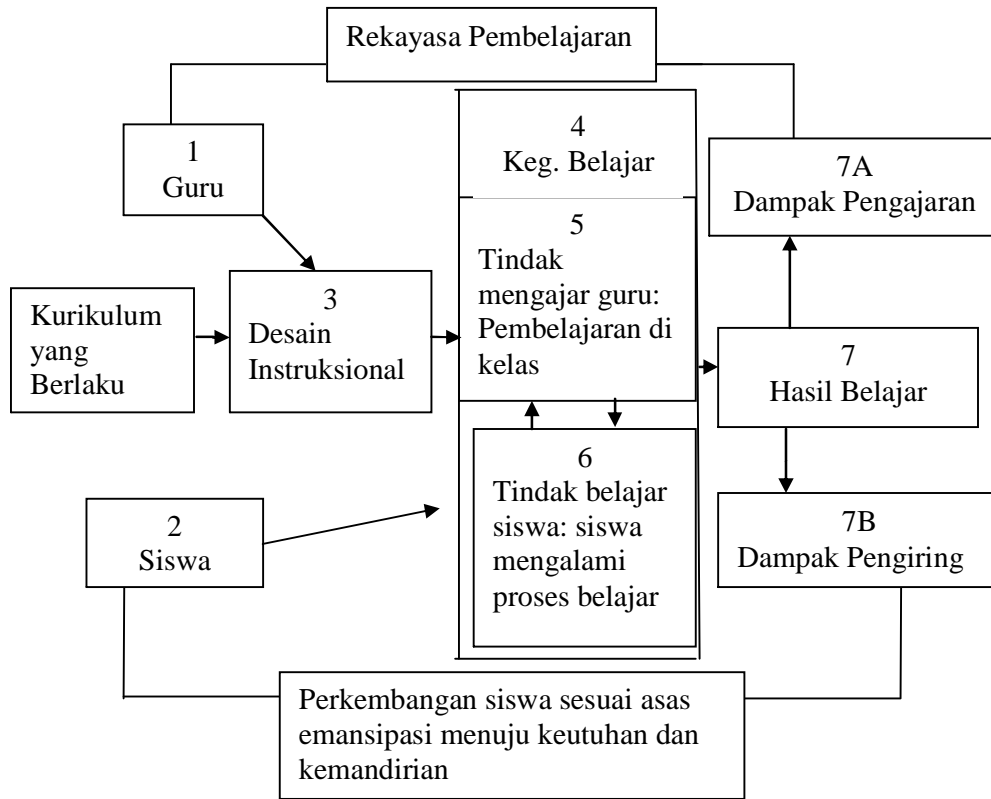 Rekayasa Pembelajaran
1
Guru
4
Keg. Belajar
7A
Dampak Pengajaran
Kurikulum
yang
Berlaku
3
Desain
Instruksional
5
Tindak
mengajar guru:
Pembelajaran di
kelas
7
Hasil Belajar
2
Siswa
6
Tindak belajar
siswa: siswa
mengalami
proses belajar
7B
Dampak Pengiring
Perkembangan siswa sesuai asas
emansipasi menuju keutuhan dan
kemandirian